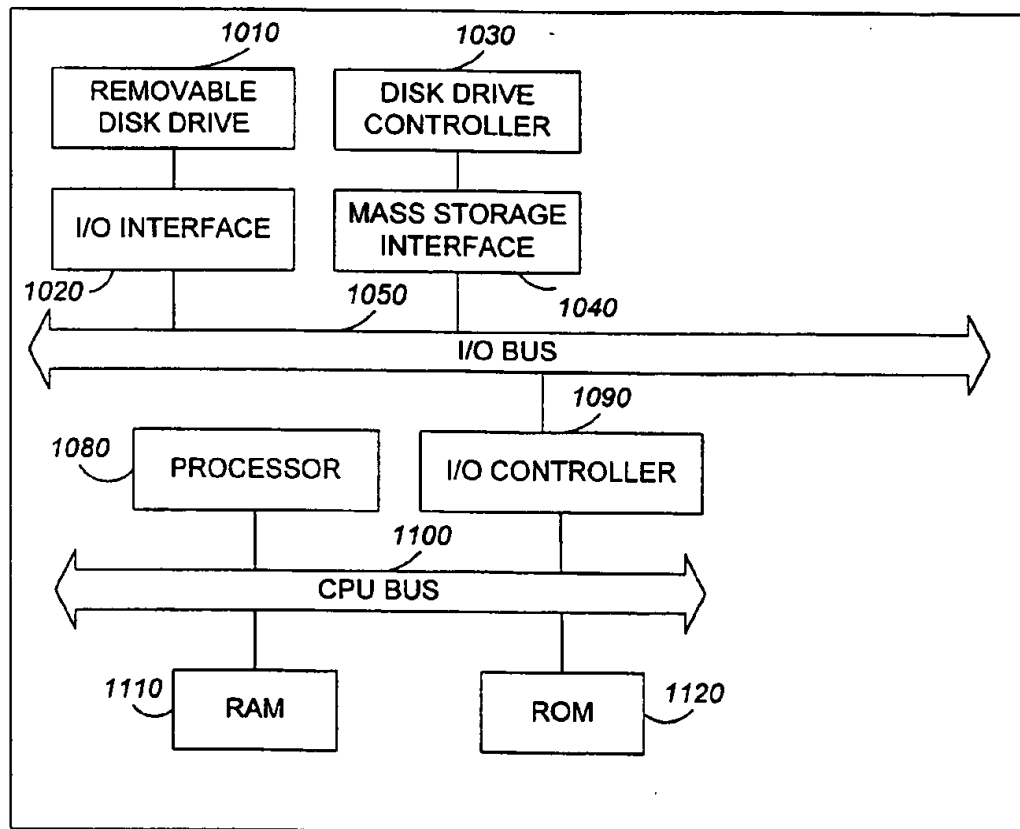 1010
1030
REMOVABLE
DISK DRIVE
DISK DRIVE
CONTROLLER
I/O INTERFACE
MASS STORAGE
INTERFACE
1020
1050
1040
I/O BUS
1090
1080
PROCESSOR
I/O CONTROLLER
1100
CPU BUS
1110
RAM
ROM
1120